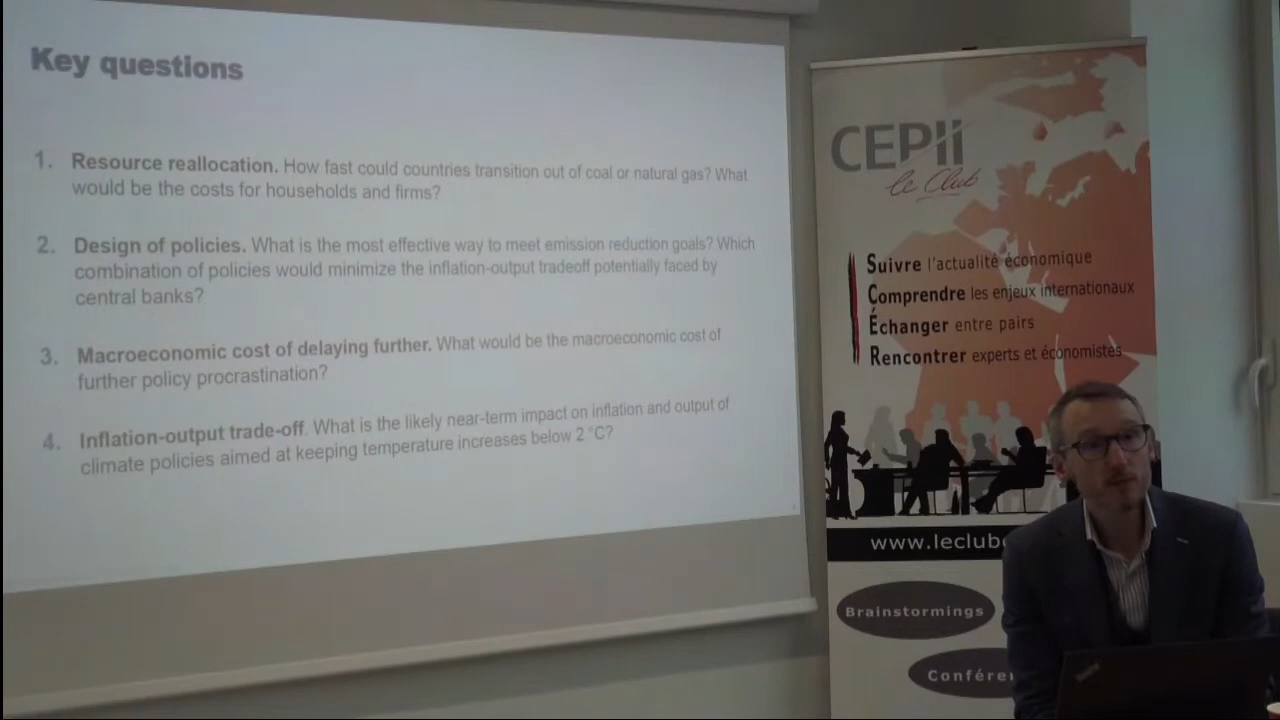 Key questions
1. Resource reallocation. How fast could countries transition out of coal or natural gas? What
would be the costs for households and firms?
2. Design of policies. What is the most effective way to meet emission reduction goals? Which
combination of policies would minimize the inflation-output tradeoff potentially faced by
central banks?
3. Macroeconomic cost of delaying further. What would be the macroeconomic cost of
further policy procrastination?
4. Inflation-output trade-off. What is the likely near-term impact on inflation and output of
climate policies aimed at keeping temperature increases below 2 °C?
CEPII
le Club
Suivre l'actualité économique
Comprendre les enjeux internationaux
Échanger entre pairs
Rencontrer experts et économistes
www.leclub
Brainstormings
Confére